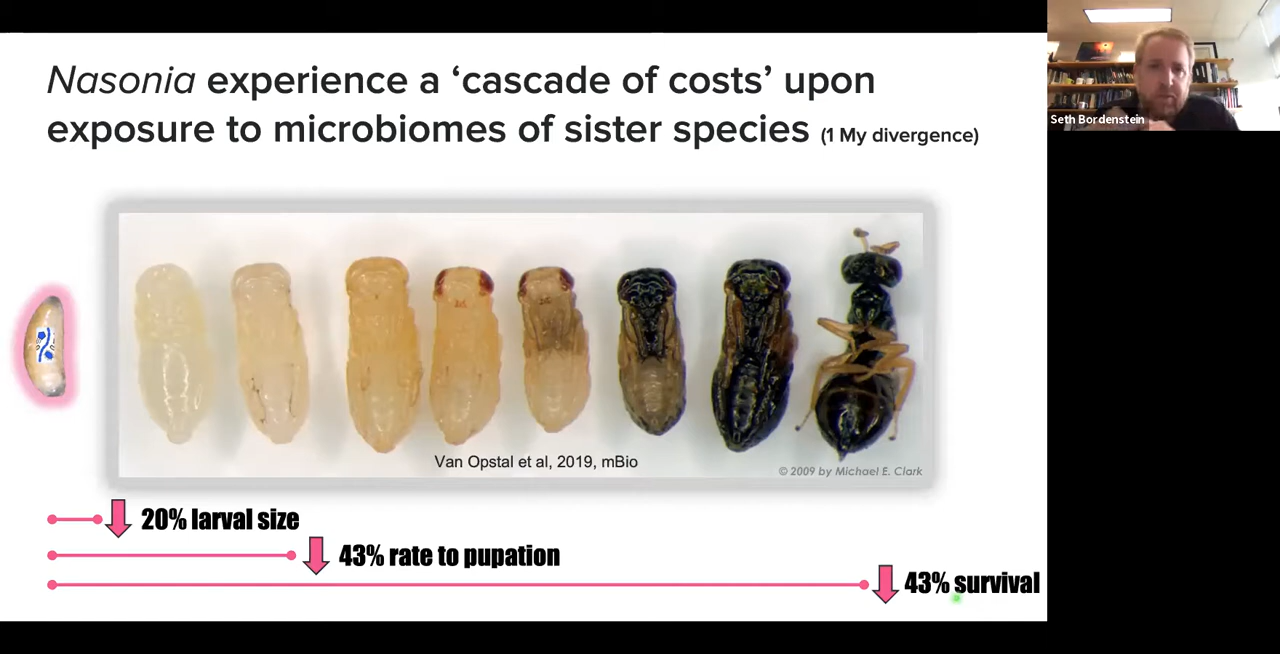 Nasonia experience a ‘cascade of costs’ upon
exposure to microbiomes of sister species (1 My divergence)
Seth Bordenstein
Van Opstal et al, 2019, mBio
© 2009 by Michael E. Clark
20% larval size
43% rate to pupation
43% survival